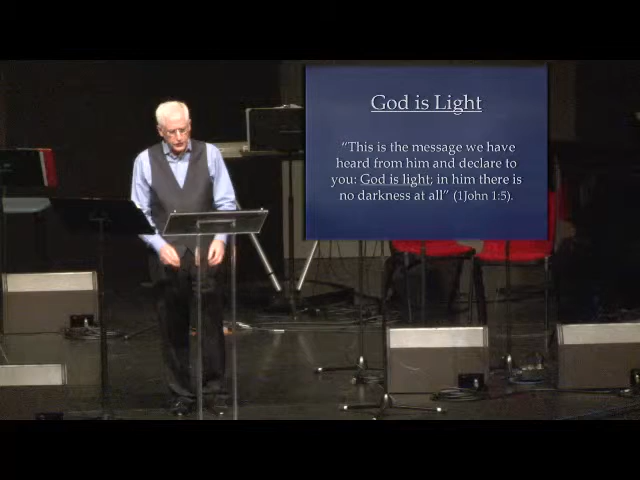 God is Light
“This is the message we have
heard from him and declare to
you: God is light; in him there is
no darkness at all” (1John 1:5).